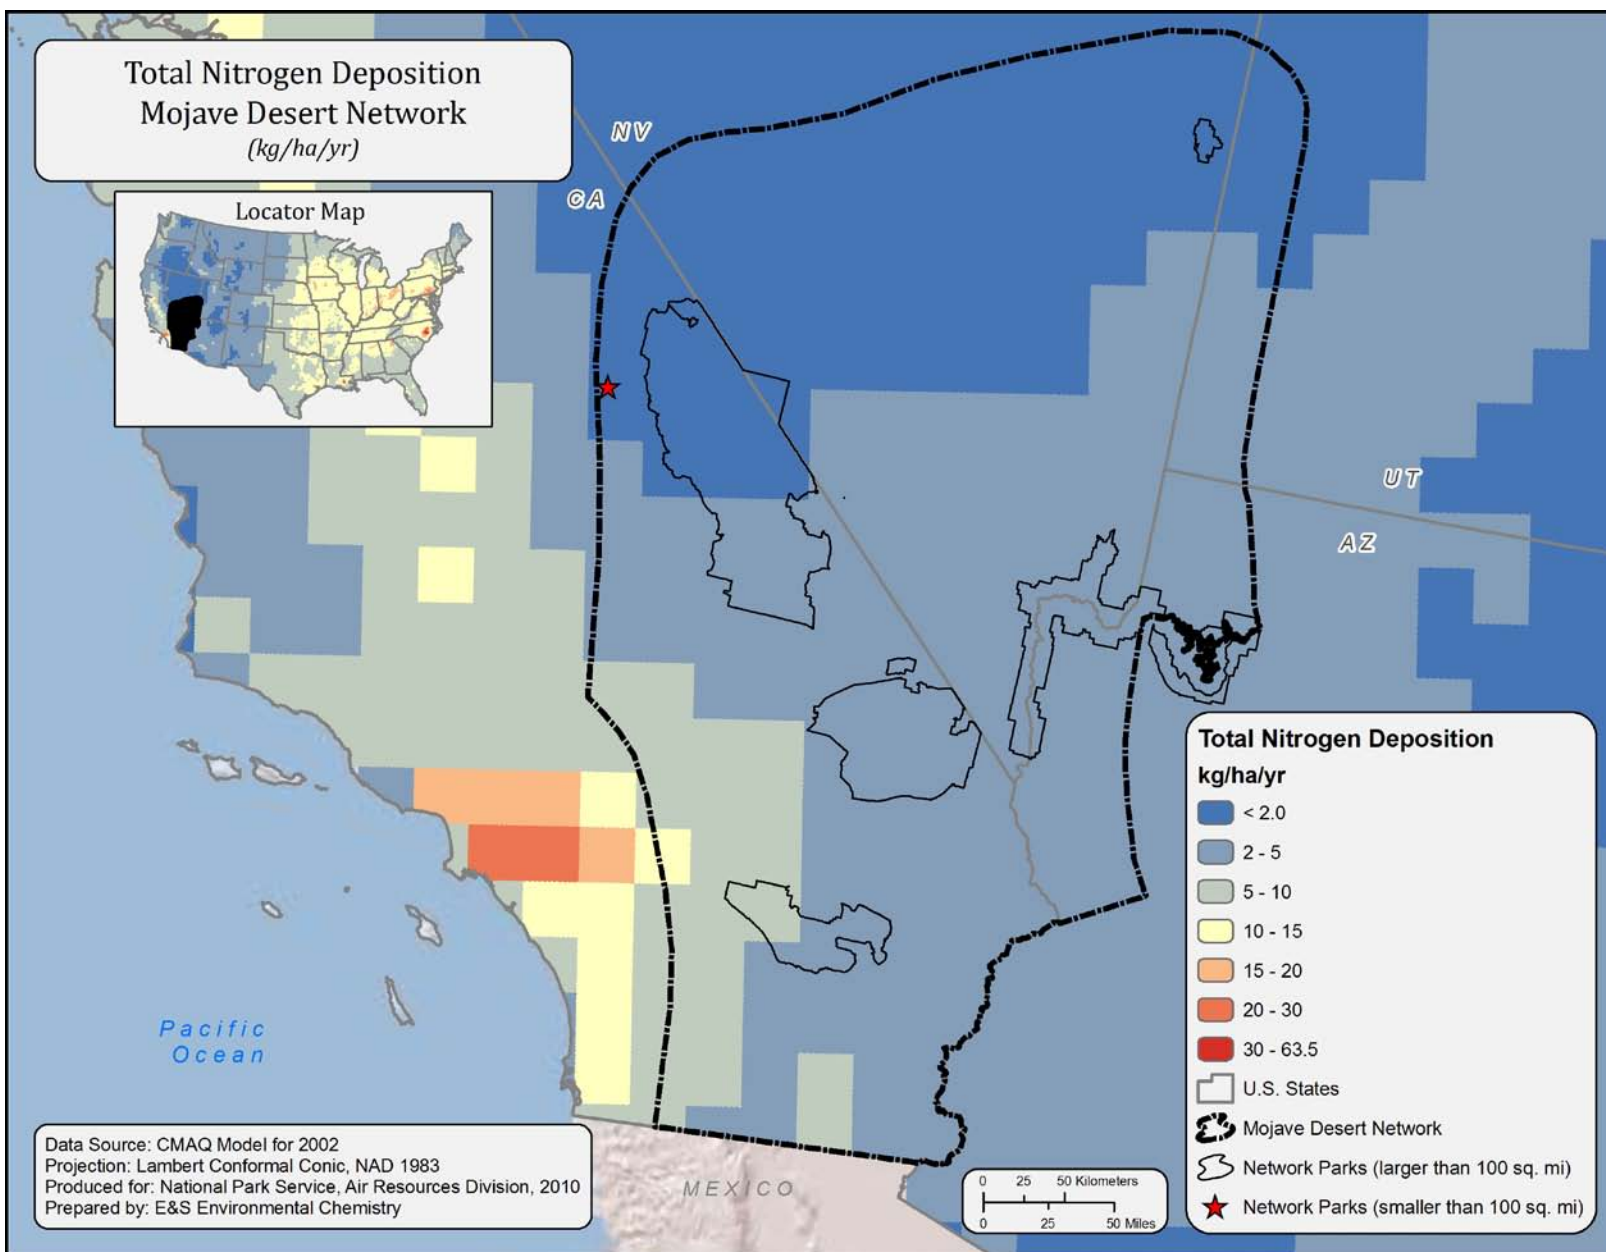 Total Nitrogen Deposition
Mojave Desert Network
(kg/ha/yr)
Locator Map
NV
CA
UT
AZ
Pacific
Ocean
MEXICO
Data Source: CMAQ Model for 2002
Projection: Lambert Conformal Conic, NAD 1983
Produced for: National Park Service, Air Resources Division, 2010
Prepared by: E&S Environmental Chemistry
0 25 50 Kilometers
0 25 50 Miles
Total Nitrogen Deposition
kg/ha/yr
< 2.0
2 - 5
5 - 10
10 - 15
15 - 20
20 - 30
30 - 63.5
U.S. States
Mojave Desert Network
Network Parks (larger than 100 sq. mi)
Network Parks (smaller than 100 sq. mi)